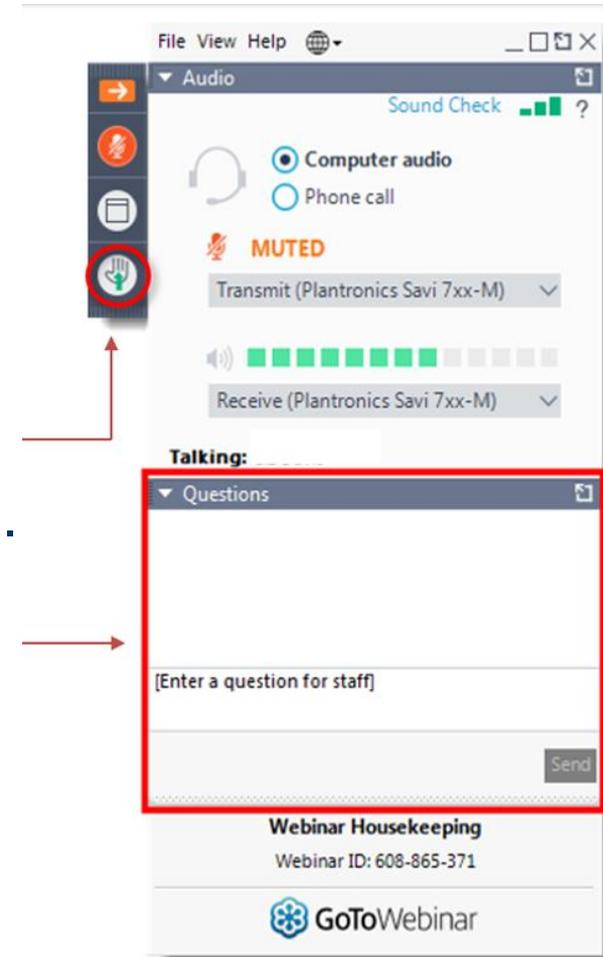 File View Help
Audio
Sound Check ?
Computer audio
Phone call
MUTED
Transmit (Plantronics Savi 7xx-M)
Receive (Plantronics Savi 7xx-M)
Talking:
Questions
[Enter a question for staff]
Send
Webinar Housekeeping
Webinar ID: 608-865-371
GoToWebinar